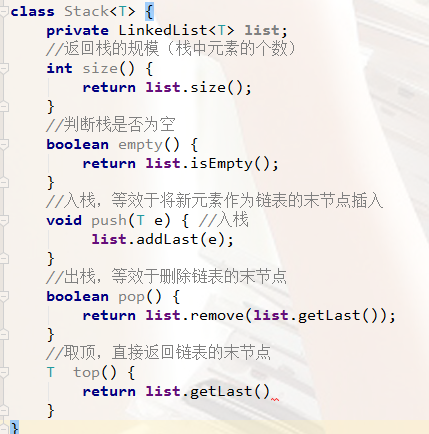 class Stack<T> {
    private LinkedList<T> list;
    //返回栈的规模（栈中元素的个数）
    int size() {
        return list.size();
    }
    //判断栈是否为空
    boolean empty() {
        return list.isEmpty();
    }
    //入栈，等效于将新元素作为链表的末节点插入
    void push(T e) { //入栈
         list.addLast(e);
    }
    //出栈，等效于删除链表的末节点
    boolean pop() {
        return list.remove(list.getLast());
    }
    //取顶，直接返回链表的末节点
    T  top() {
        return list.getLast()
    }
}